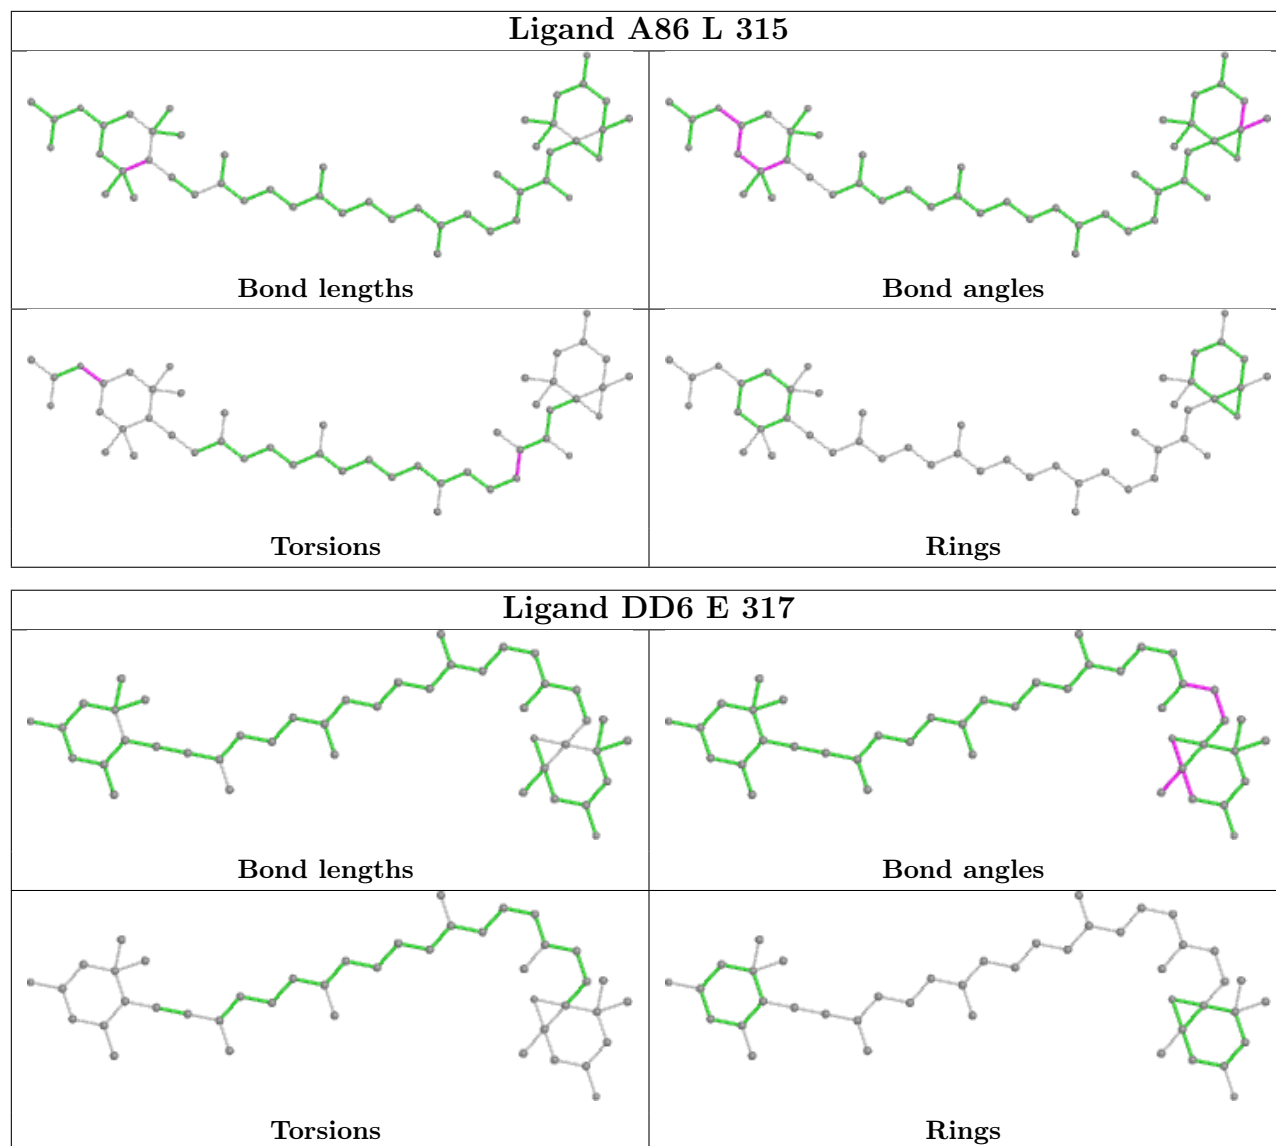 Ligand A86 L 315
Bond lengths
Bond angles
Torsions
Rings
Ligand DD6 E 317
Bond lengths
Bond angles
Torsions
Rings